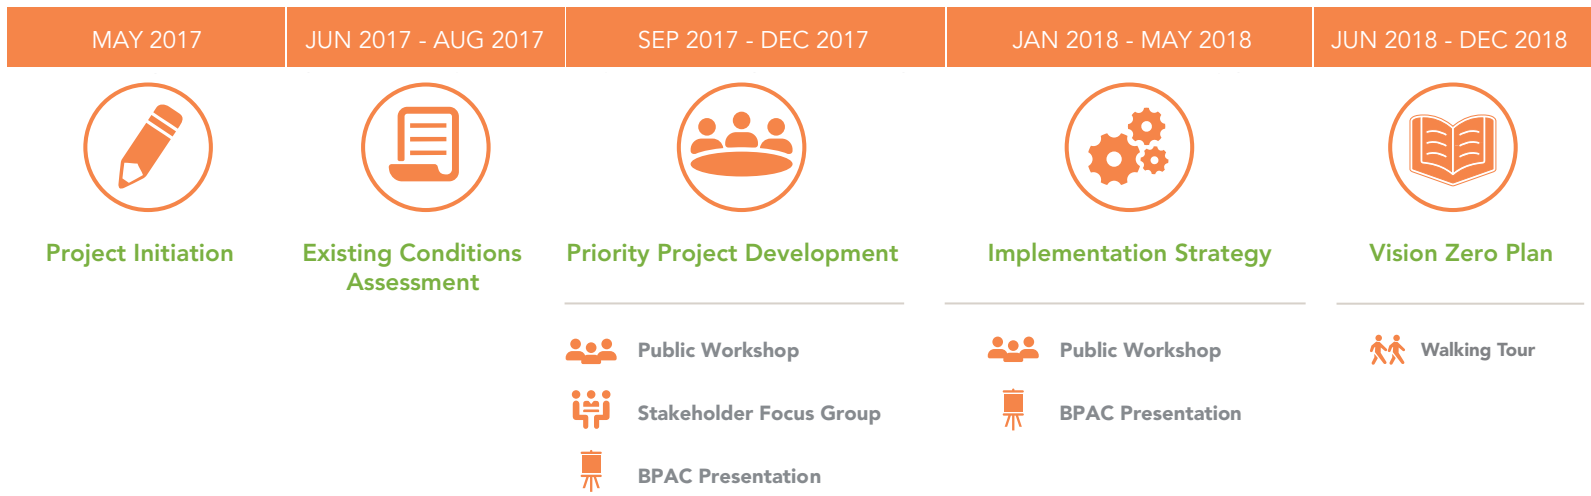 MAY 2017
JUN 2017 - AUG 2017
SEP 2017 - DEC 2017
JAN 2018 - MAY 2018
JUN 2018 - DEC 2018
Project Initiation
Existing Conditions
Assessment
Priority Project Development
Implementation Strategy
Vision Zero Plan
Public Workshop
Stakeholder Focus Group
BPAC Presentation
Public Workshop
BPAC Presentation
Walking Tour